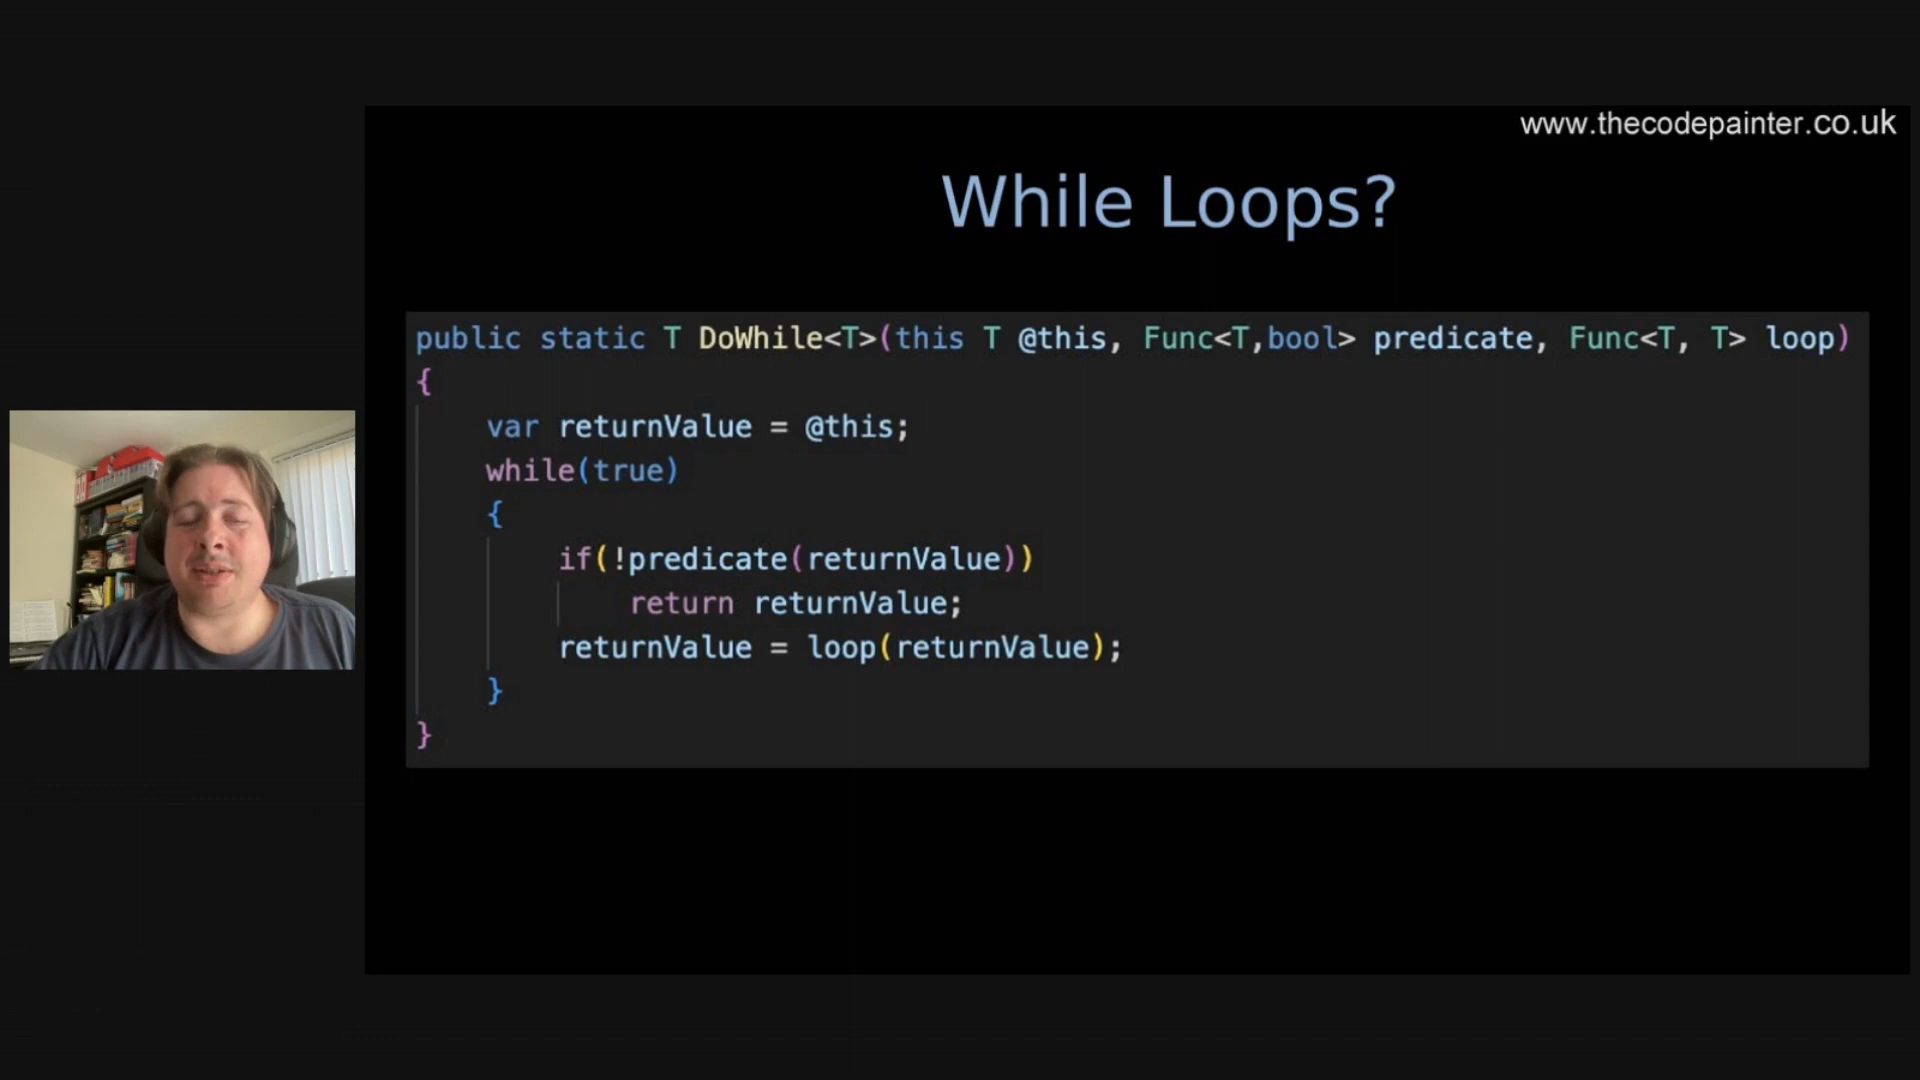 www.thecodepainter.co.uk
While Loops?
public static T DoWhile<T>(this T @this, Func<T,bool> predicate, Func<T, T> loop)
{
var returnValue = @this;
while(true)
{
if(!predicate(returnValue))
return returnValue;
returnValue = loop(returnValue);
}
}